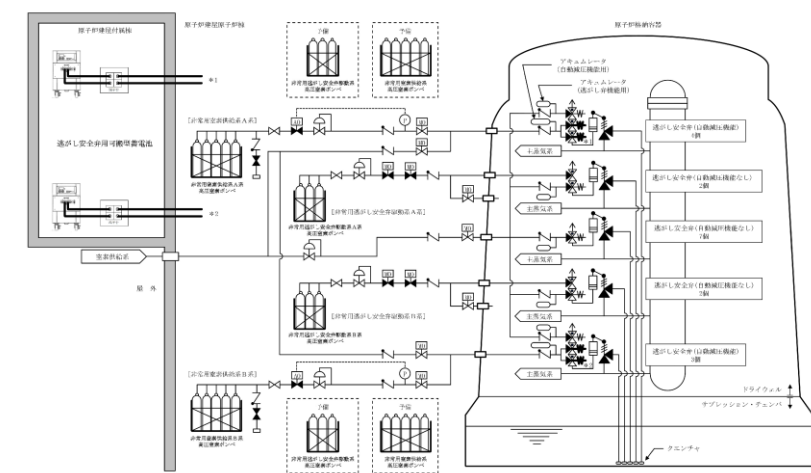 原子炉建屋付属棟
原子炉建屋原子炉棟
原子炉格納容器
予備
予備
非常用逃がし安全弁駆動系
高圧窒素ボンベ
非常用窒素供給系
高圧窒素ボンベ
アキュムレータ
(自動減圧機能用)
アキュムレータ
(逃がし弁機能用)
※1
[非常用窒素供給系A系]
P
逃がし安全弁用可搬型蓄電池
非常用窒素供給系A系
高圧窒素ボンベ
逃がし安全弁(自動減圧機能)
主蒸気系
逃がし安全弁(自動減圧機能なし)
2個
非常用逃がし安全弁駆動系A系
高圧窒素ボンベ
[非常用逃がし安全弁駆動系A系]
主蒸気系
※2
逃がし安全弁(自動減圧機能なし)
7個
窒素供給系
主蒸気系
屋 外
逃がし安全弁(自動減圧機能なし)
2個
[非常用逃がし安全弁駆動系B系]
非常用逃がし安全弁駆動系B系
高圧窒素ボンベ
主蒸気系
逃がし安全弁(自動減圧機能)
3個
[非常用窒素供給系B系]
P
主蒸気系
ドライウェル
サプレッション・チェンバ
非常用窒素供給系B系
高圧窒素ボンベ
予備
予備
非常用逃がし安全弁駆動系
高圧窒素ボンベ
非常用窒素供給系
高圧窒素ボンベ
クエンチャ